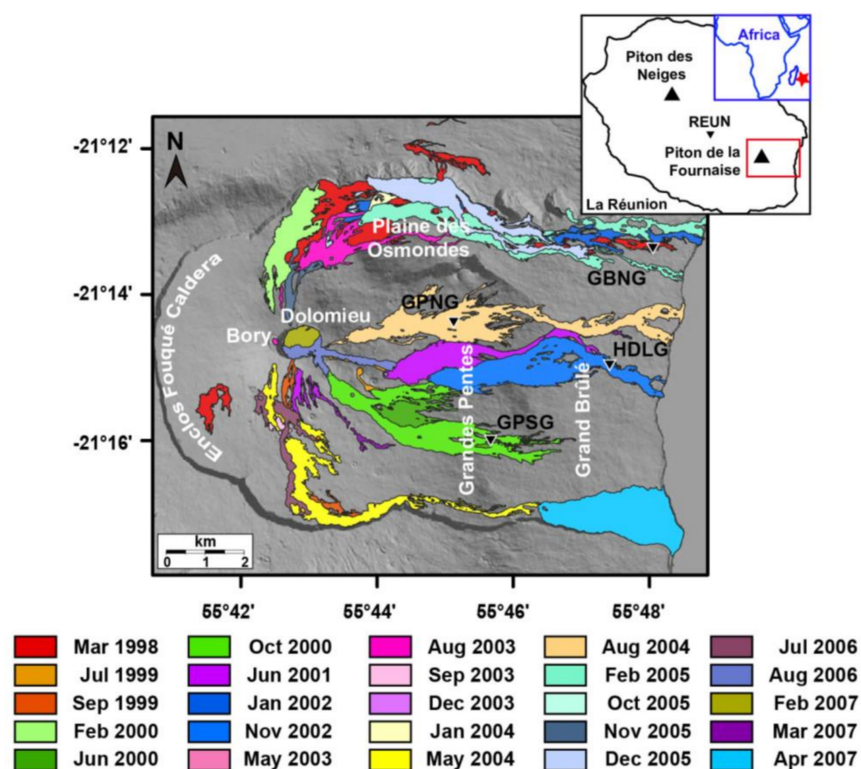 Africa
Piton des
Neiges
REUN
Piton de la
Fournaise
La Réunion
N
-21°12'
-21°14'
-21°16'
Plaine des
Osmondes
GBNG
GPNG
Dolomieu
Bory
HDLG
GPSG
Enclos Fouqué Caldera
Grandes Pentes
Grand Brûlé
km
0 1 2
55°42' 55°44' 55°46' 55°48'
Mar 1998 Oct 2000 Aug 2003 Aug 2004 Jul 2006
Jul 1999 Jun 2001 Sep 2003 Feb 2005 Aug 2006
Sep 1999 Jan 2002 Dec 2003 Oct 2005 Feb 2007
Feb 2000 Nov 2002 Jan 2004 Nov 2005 Mar 2007
Jun 2000 May 2003 May 2004 Dec 2005 Apr 2007